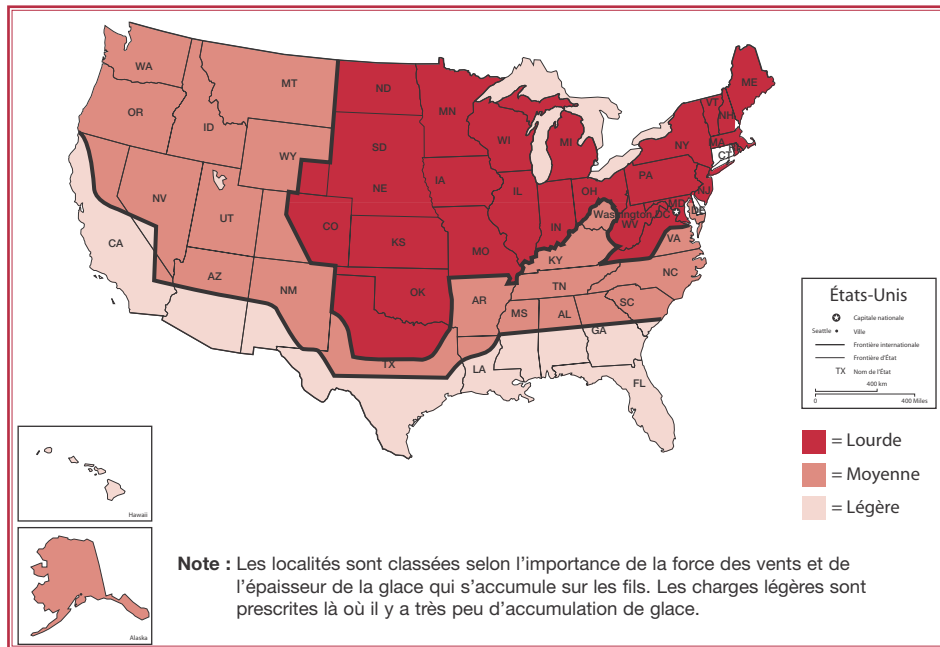 WA
MT
ND
MN
ME
OR
ID
WY
SD
WI
MI
VT
NH
NY
MA
RI
CT
NV
UT
NE
IA
IL
IN
OH
PA
NJ
CA
CO
KS
MO
Washington DC
WV
MD
DE
VA
KY
AZ
NM
OK
AR
TN
NC
TX
LA
MS
AL
GA
SC
FL
États-Unis
Capitale nationale
Seattle • Ville
Frontière internationale
Frontière d'État
TX Nom de l'État
400 km
0 400 Miles
= Lourde
= Moyenne
= Légère
Hawaii
Alaska
Note : Les localités sont classées selon l'importance de la force des vents et de
l'épaisseur de la glace qui s'accumule sur les fils. Les charges légères sont
prescrites là où il y a très peu d'accumulation de glace.